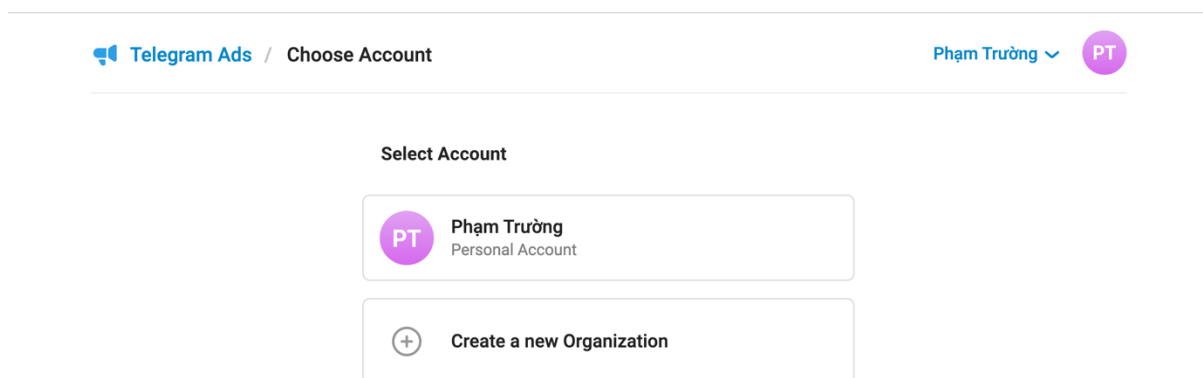 Telegram Ads / Choose Account
Phạm Trường
PT
Select Account
PT
Phạm Trường
Personal Account
Create a new Organization